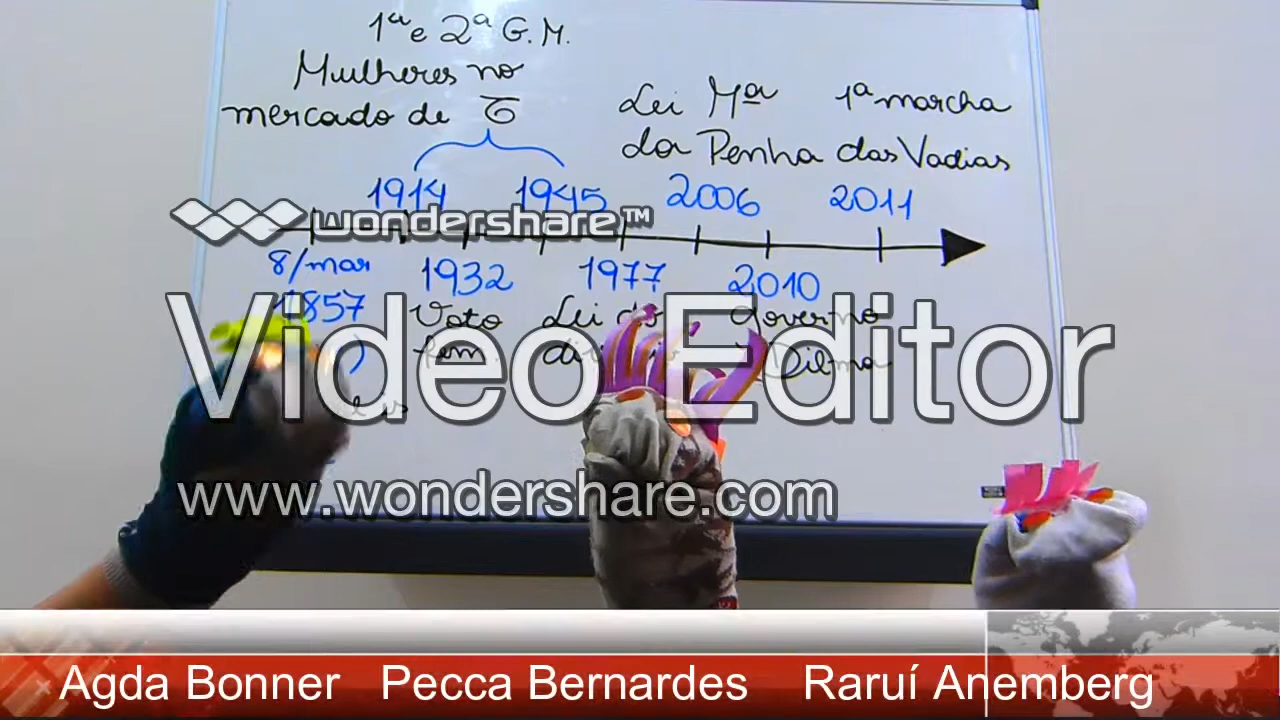 1ª e 2ª G. M.
Mulheres no
mercado de T
Lei Mª
da Penha
1ª marcha
das Vadias
1914
1945
2006
2011
wondershare™
8/mar
1857
1932
Voto
fem.
1977
Lei do
2010
Governo
Dilma
Video Editor
www.wondershare.com
Agda Bonner Pecca Bernardes Raruí Anemberg